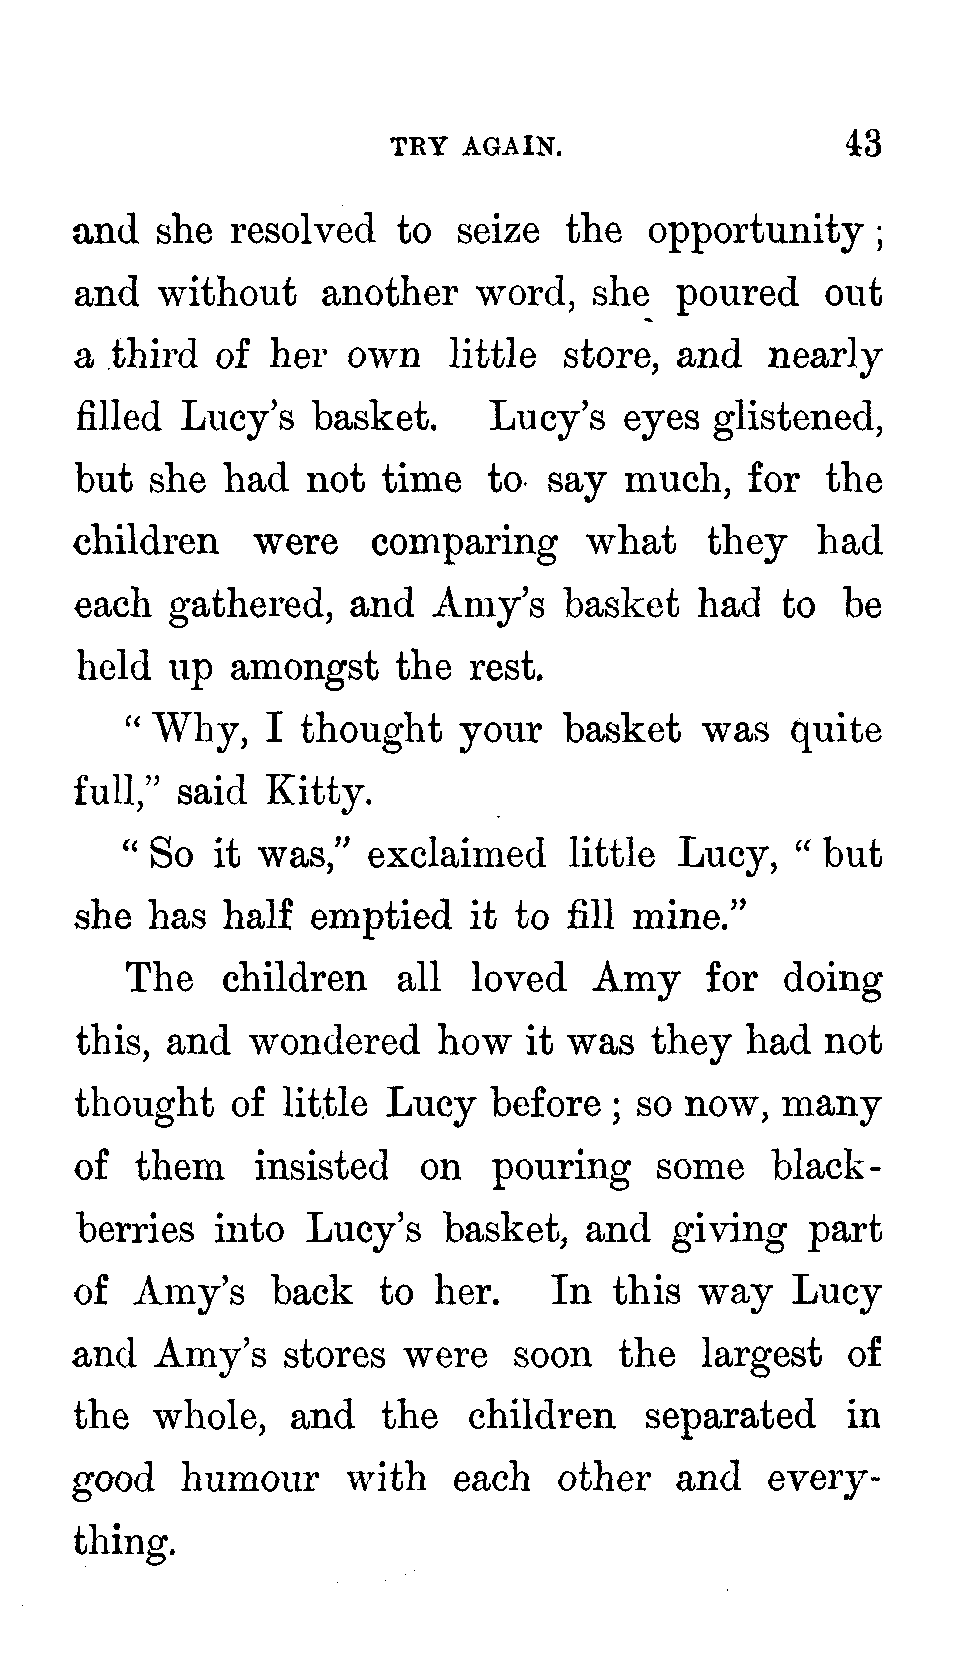 TRY AGAIN. 43
and she resolved to seize the opportunity ;
and without another word, she poured out
a third of her own little store, and nearly
filled Lucy's basket. Lucy's eyes glistened,
but she had not time to say much, for the
children were comparing what they had
each gathered, and Amy's basket had to be
held up amongst the rest.
" Why, I thought your basket was quite
full," said Kitty.
" So it was," exclaimed little Lucy, " but
she has half emptied it to fill mine."
The children all loved Amy for doing
this, and wondered how it was they had not
thought of little Lucy before ; so now, many
of them insisted on pouring some black-
berries into Lucy's basket, and giving part
of Amy's back to her. In this way Lucy
and Amy's stores were soon the largest of
the whole, and the children separated in
good humour with each other and every-
thing.